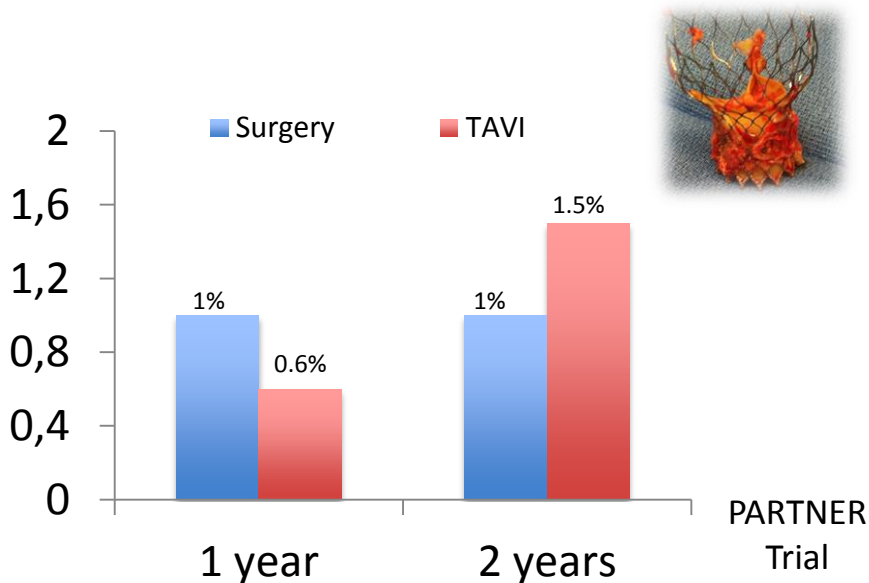 Surgery
TAVI
2
1,6
1,2
0,8
0,4
0
1%
0.6%
1%
1.5%
1 year
2 years
PARTNER
Trial